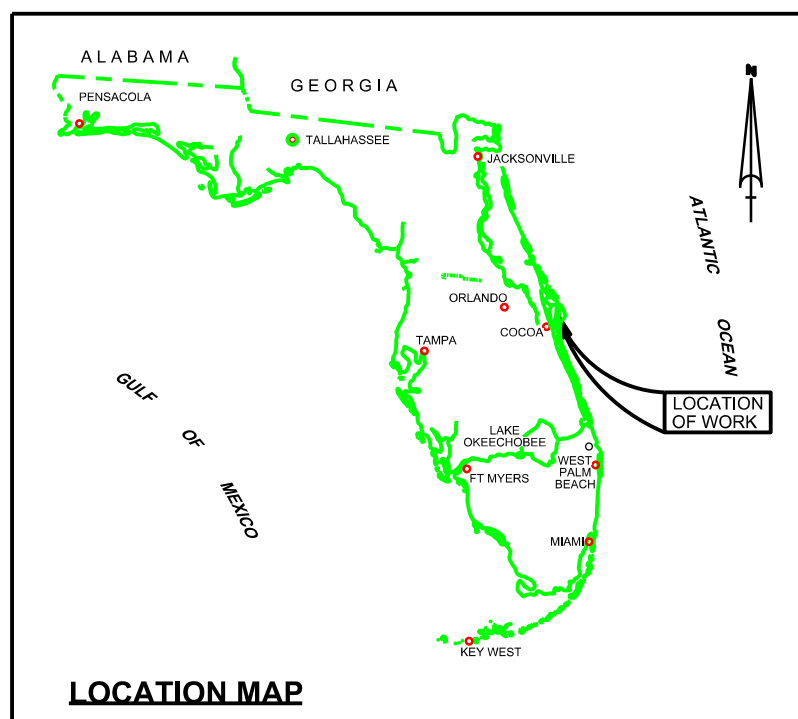 ALABAMA
GEORGIA
PENSACOLA
TALLAHASSEE
JACKSONVILLE
N
ATLANTIC
OCEAN
ORLANDO
COCOA
TAMPA
GULF
OF
MEXICO
LOCATION
OF WORK
LAKE
OKEECHOBEE
WEST
PALM
BEACH
FT MYERS
MIAMI
KEY WEST
LOCATION MAP